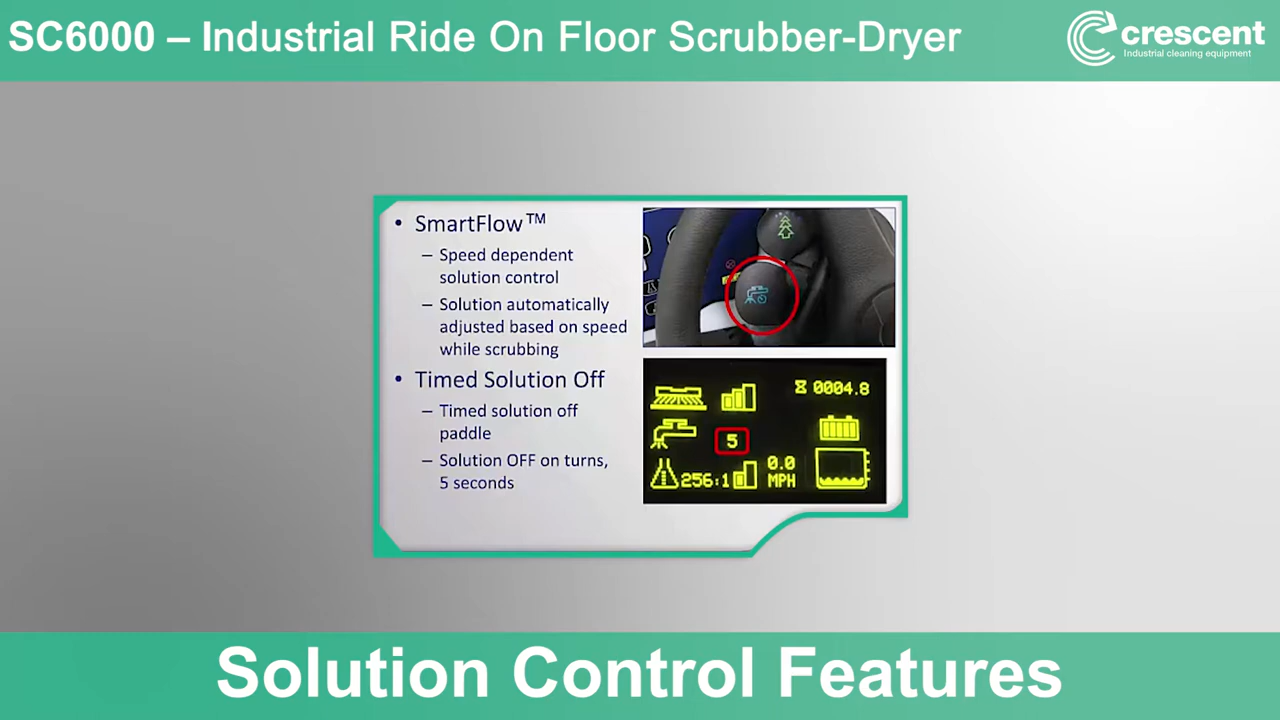 SC6000 – Industrial Ride On Floor Scrubber-Dryer
crescent
Industrial cleaning equipment
• SmartFlow™
– Speed dependent
solution control
– Solution automatically
adjusted based on speed
while scrubbing
• Timed Solution Off
– Timed solution off
paddle
– Solution OFF on turns,
5 seconds
0004.8
5
256:1
0.0
MPH
Solution Control Features